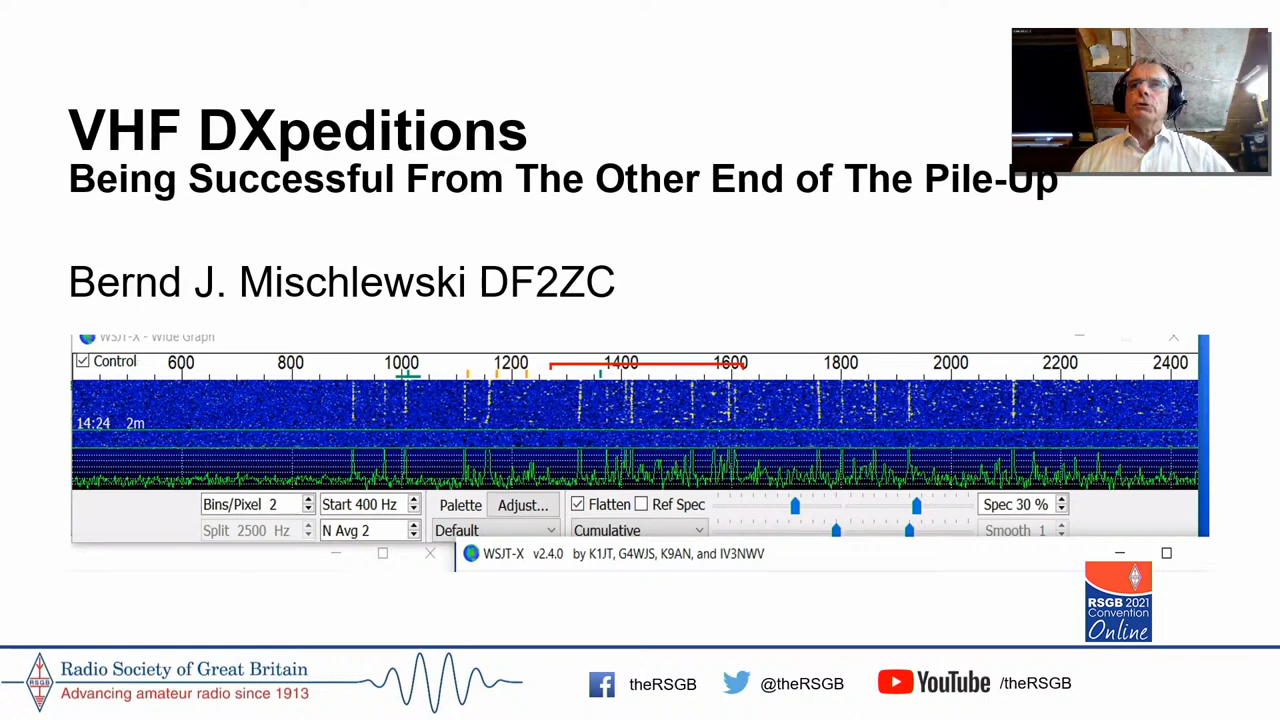 VHF DXpeditions
Being Successful From The Other End of The Pile-Up
Bernd J. Mischlewski DF2ZC
WSJT-X - Wide Graph
Control 600 800 1000 1200 1400 1600 1800 2000 2200 2400
14:24 2m
Bins/Pixel 2 Start 400 Hz Palette Adjust... Flatten Ref Spec Spec 30 %
Split 2500 Hz N Avg 2 Default Cumulative Smooth 1
WSJT-X v2.4.0 by K1JT, G4WJS, K9AN, and IV3NWV
RSGB 2021
Convention
Online
Radio Society of Great Britain
Advancing amateur radio since 1913
theRSGB @theRSGB YouTube /theRSGB